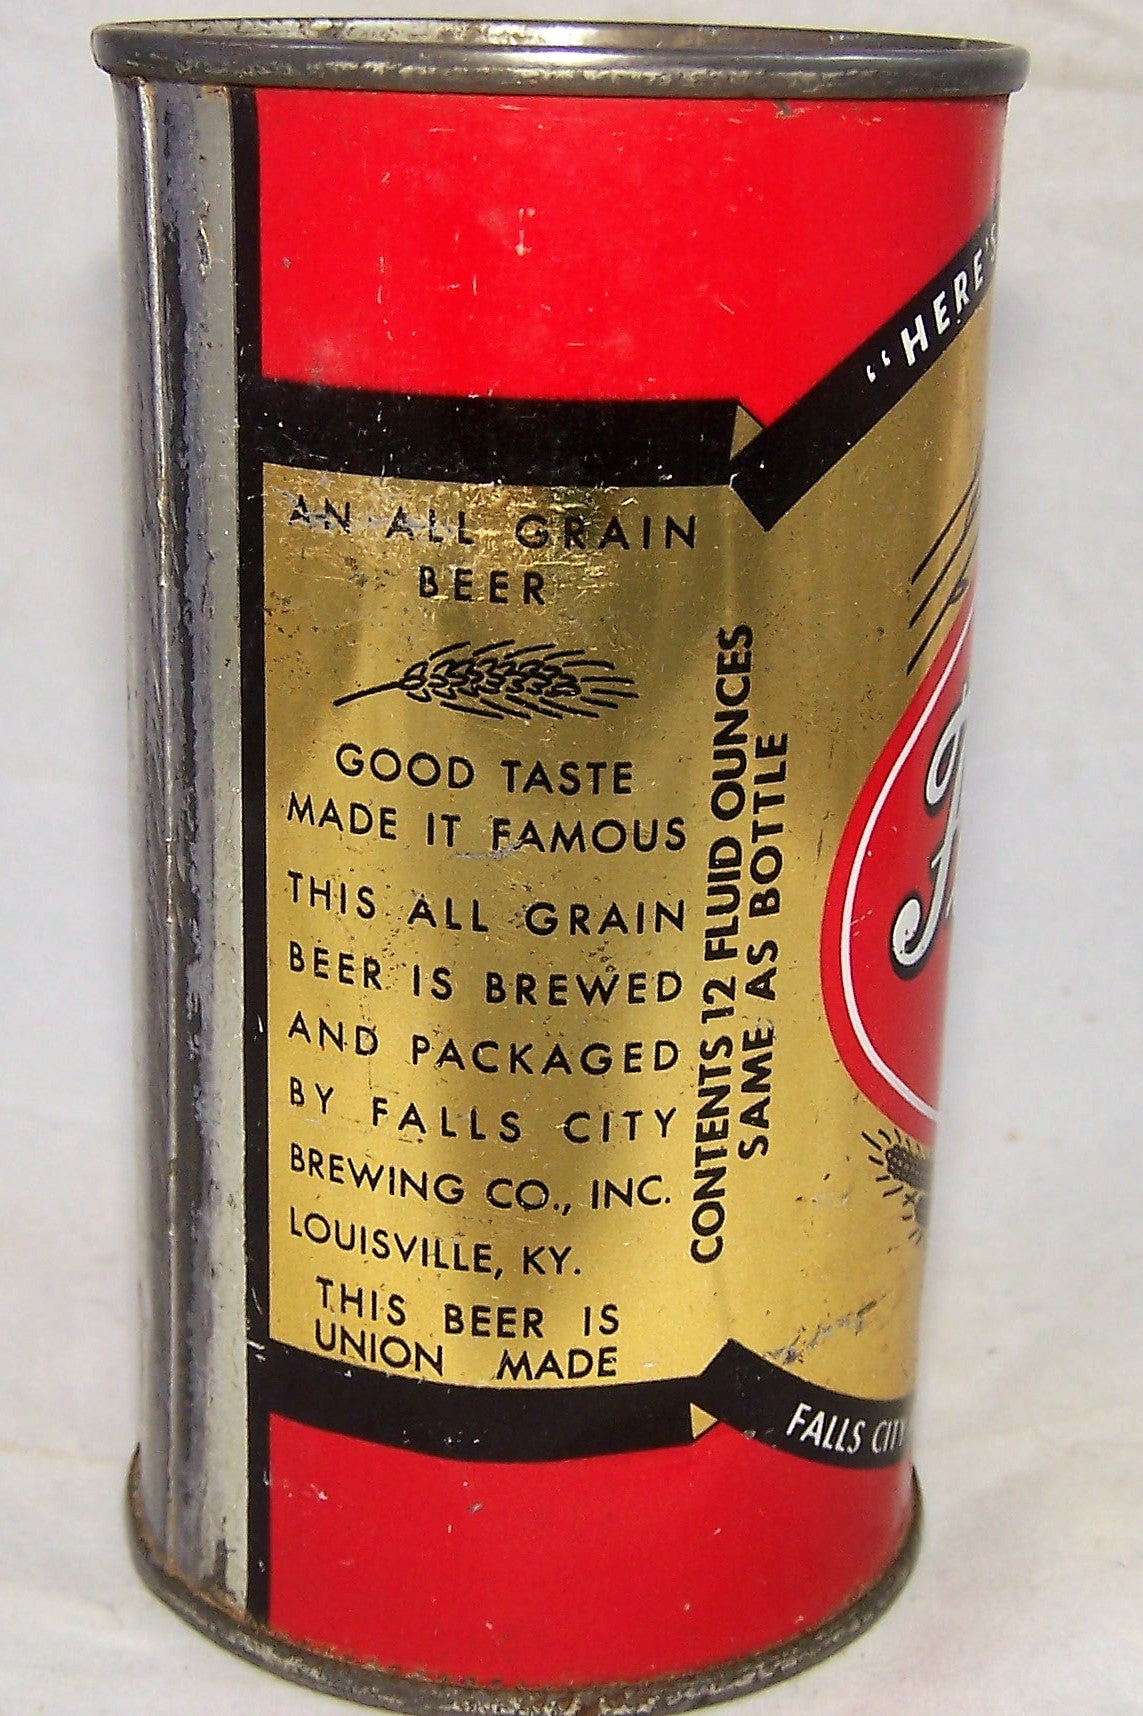 AN ALL GRAIN
BEER
GOOD TASTE
MADE IT FAMOUS
THIS ALL GRAIN
BEER IS BREWED
AND PACKAGED
BY FALLS CITY
BREWING CO., INC.
LOUISVILLE, KY.
THIS BEER IS
UNION MADE
CONTENTS 12 FLUID OUNCES
SAME AS BOTTLE
“HERE'S
FALLS CITY